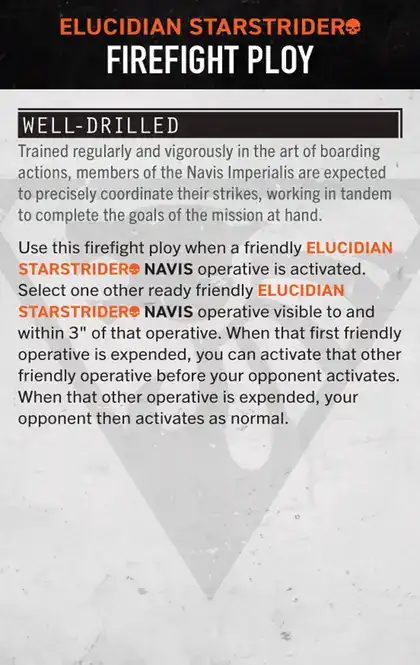 ELUCIDIAN STARSTRIDER
FIREFIGHT PLOY
WELL-DRILLED
Trained regularly and vigorously in the art of boarding
actions, members of the Navis Imperialis are expected
to precisely coordinate their strikes, working in tandem
to complete the goals of the mission at hand.
Use this firefight ploy when a friendly ELUCIDIAN
STARSTRIDER NAVIS operative is activated.
Select one other ready friendly ELUCIDIAN
STARSTRIDER NAVIS operative visible to and
within 3" of that operative. When that first friendly
operative is expended, you can activate that other
friendly operative before your opponent activates.
When that other operative is expended, your
opponent then activates as normal.